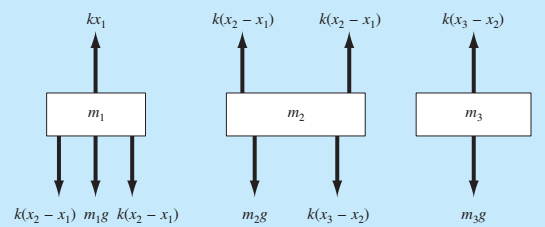 kx₁ k(x₂ − x₁) k(x₂ − x₁) k(x₃ − x₂)
m₁ m₂ m₃
k(x₂ − x₁) m₁g k(x₂ − x₁) m₂g k(x₃ − x₂) m₃g